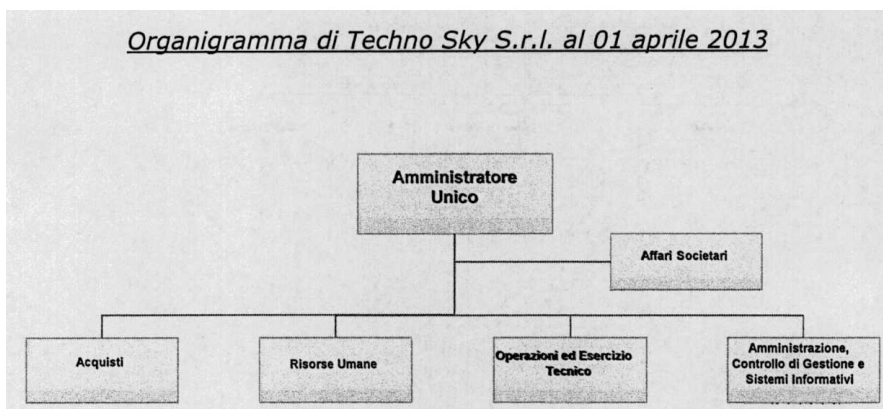 Organigramma di Techno Sky S.r.l. al 01 aprile 2013
Amministratore
Unico
Affari Societari
Acquisti
Risorse Umane
Operazioni ed Esercizio
Tecnico
Amministrazione,
Controllo di Gestione e
Sistemi Informativi